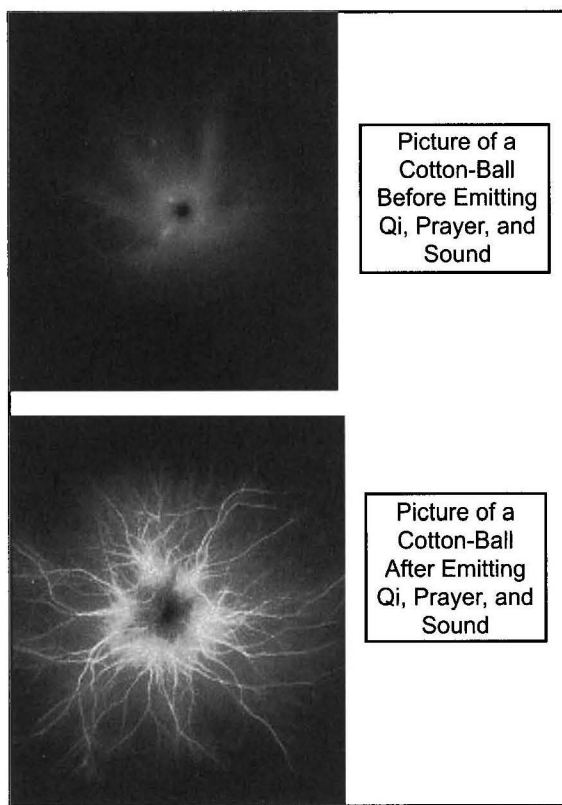 Picture of a
Cotton-Ball
Before Emitting
Qi, Prayer, and
Sound
Picture of a
Cotton-Ball
After Emitting
Qi, Prayer, and
Sound